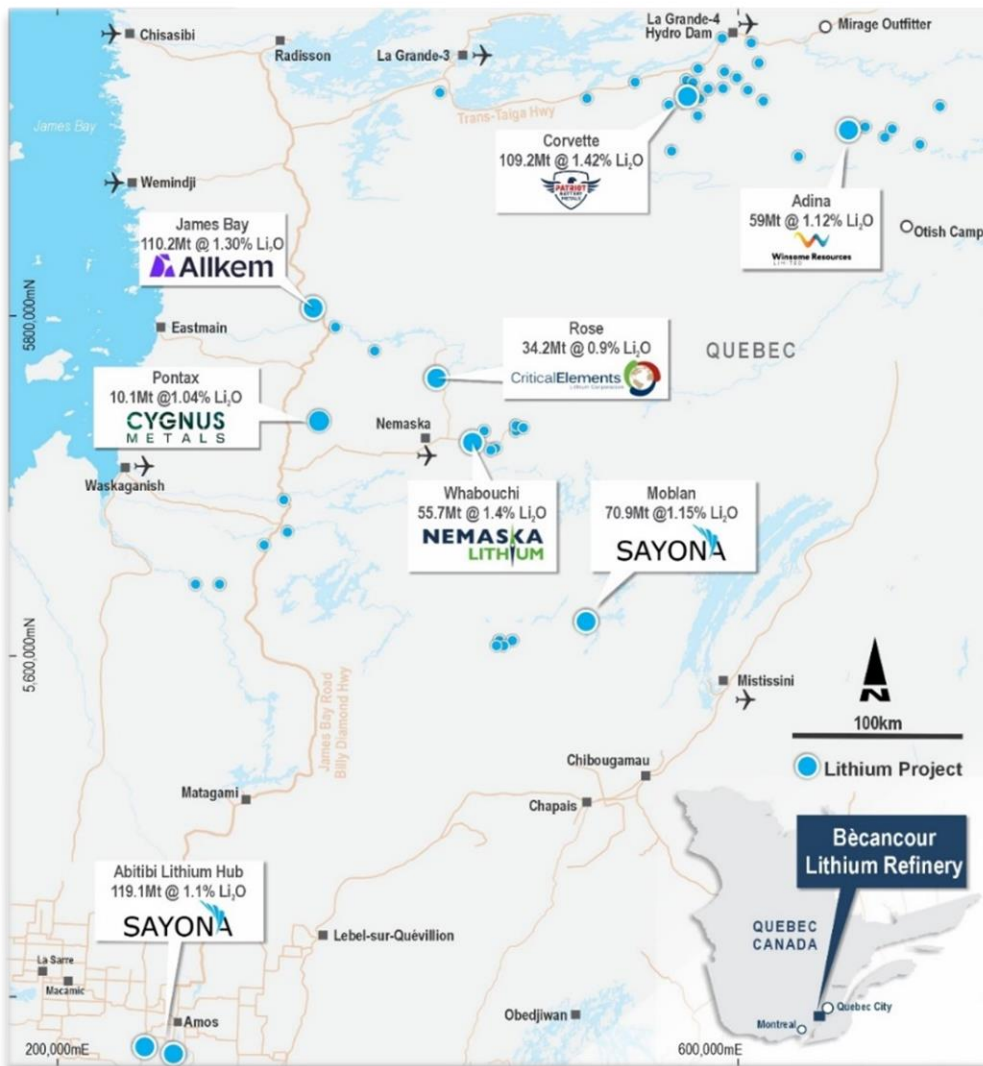 La Grande-4
Hydro Dam
Mirage Outfitter
Chisasibi
Radisson
La Grande-3
Trans-Taiga Hwy
James Bay
Corvette
109.2Mt @ 1.42% Li₂O
PATRIOT
BATTERY
METALS
Wemindji
James Bay
110.2Mt @ 1.30% Li₂O
Allkem
Adina
59Mt @ 1.12% Li₂O
Winsome Resources
LIMITED
Otish Camp
5800,000mN
Eastmain
Rose
34.2Mt @ 0.9% Li₂O
CriticalElements
Lithium Corporation
QUEBEC
Pontax
10.1Mt @1.04% Li₂O
CYGNUS
METALS
Nemaska
Waskaganish
Whabouchi
55.7Mt @ 1.4% Li₂O
NEMASKA
LITHIUM
Moblan
70.9Mt @1.15% Li₂O
SAYONA
5,600,000mN
Mistissini
N
100km
Lithium Project
James Bay Road
Billy Diamond Hwy
Matagami
Chibougamau
Chapais
Bècancour
Lithium Refinery
Abitibi Lithium Hub
119.1Mt @ 1.1% Li₂O
SAYONA
Lebel-sur-Quévillion
QUEBEC
CANADA
La Sarre
Macamic
Amos
Obedjiwan
Quebec City
Montreal
200,000mE
600,000mE